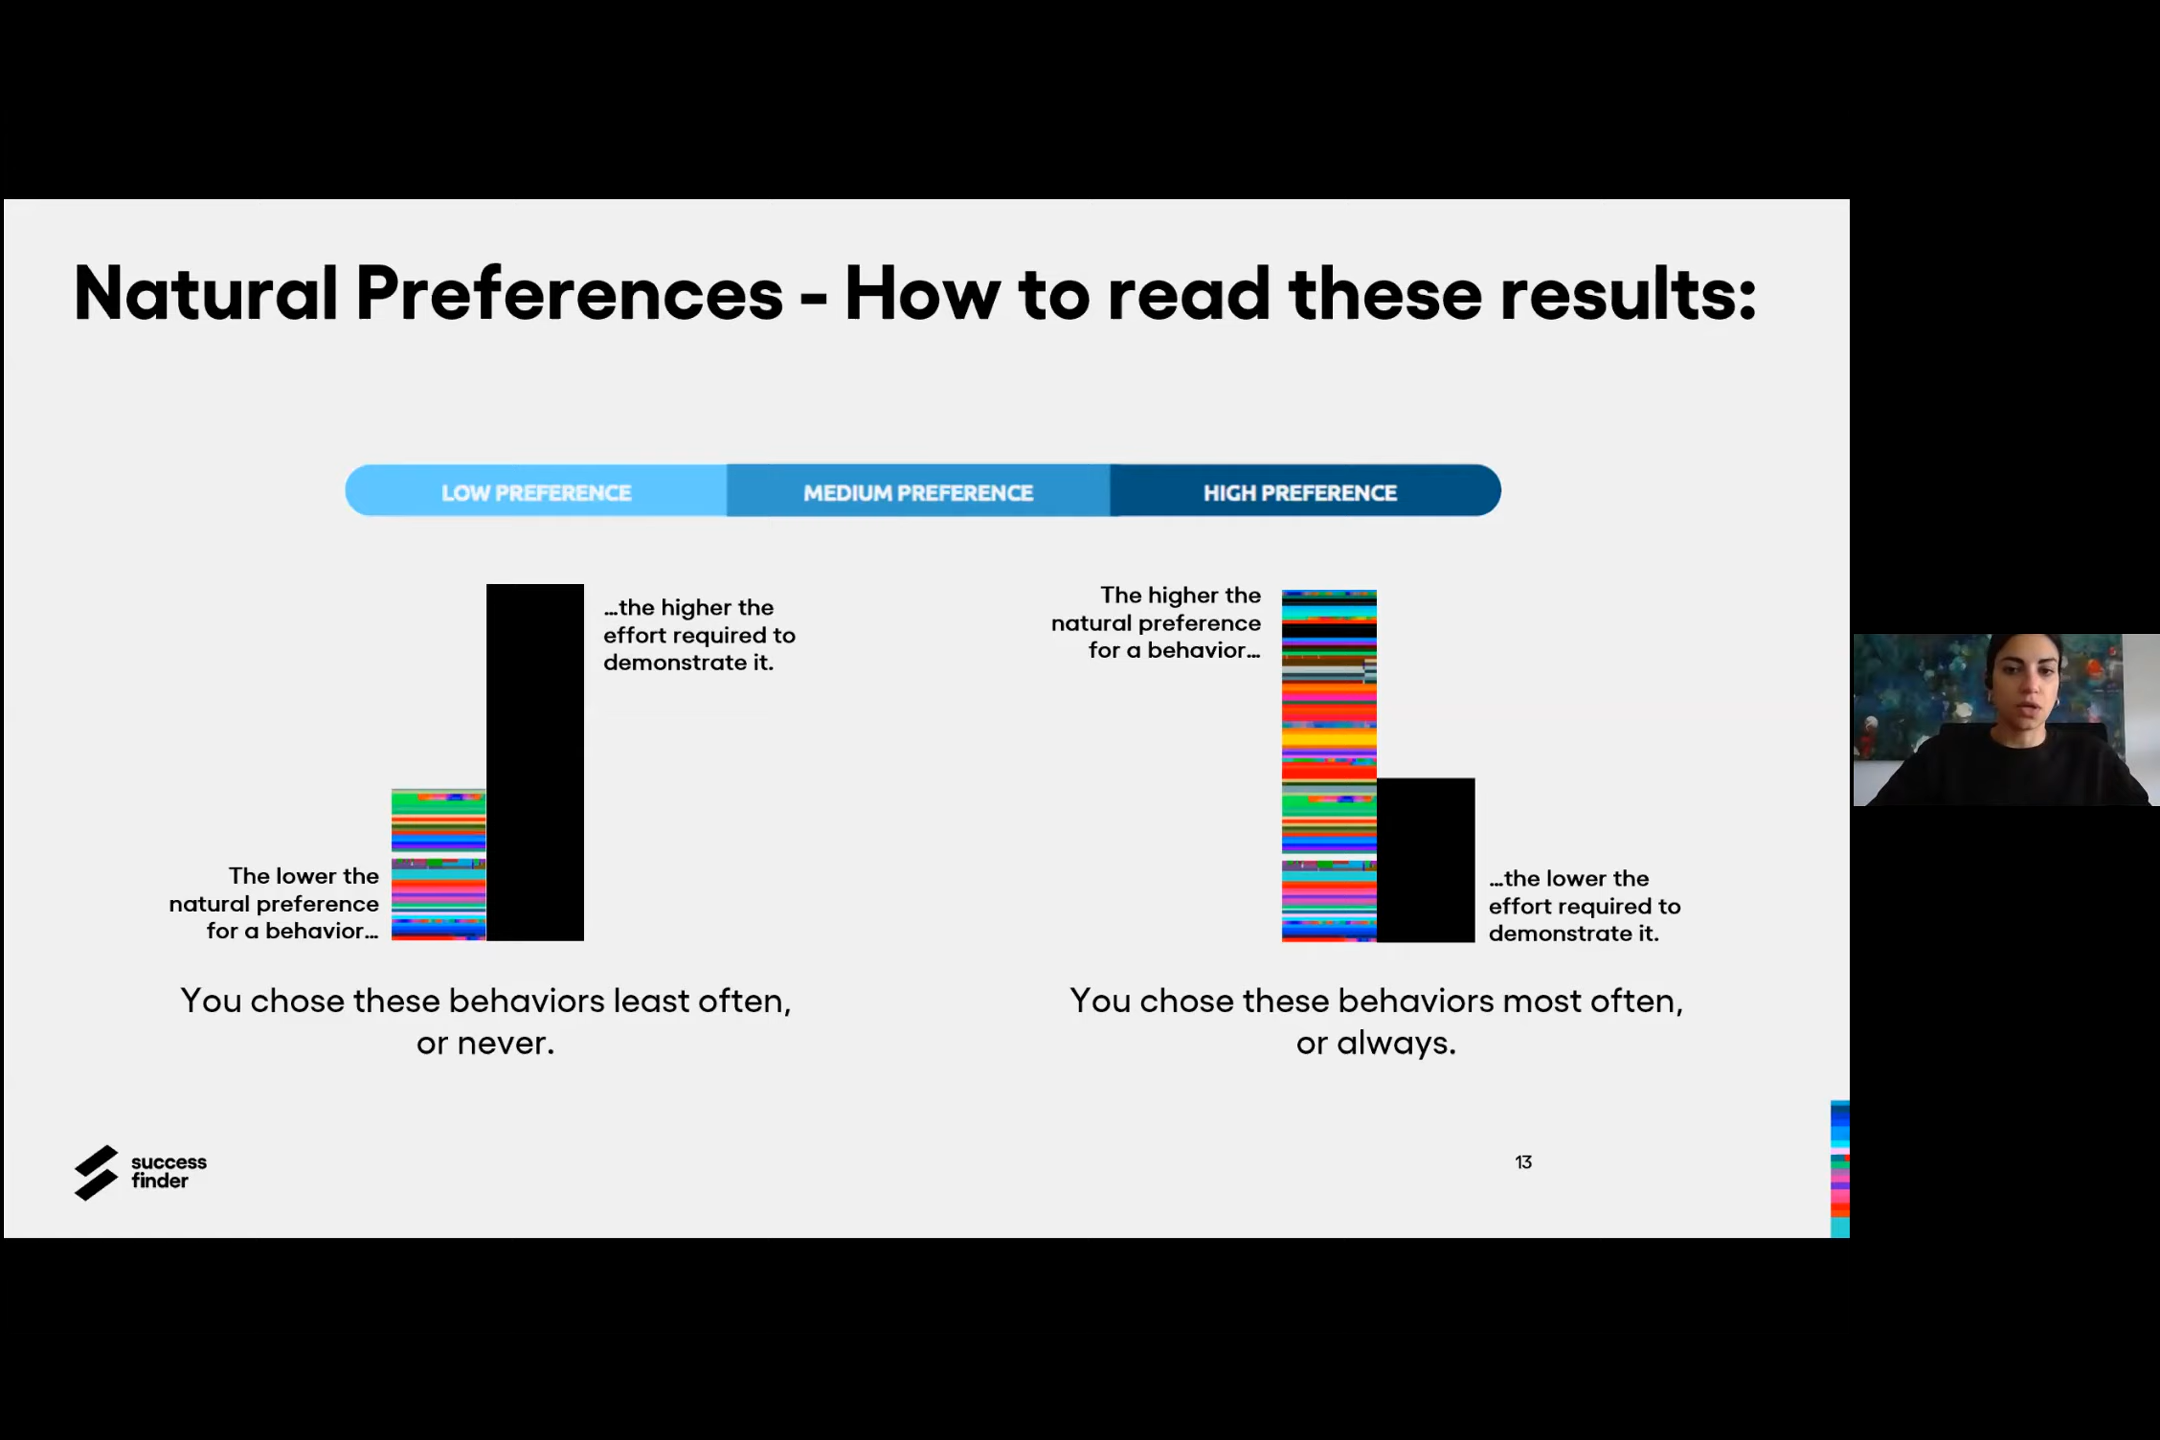 Natural Preferences - How to read these results:
LOW PREFERENCE
MEDIUM PREFERENCE
HIGH PREFERENCE
...the higher the
effort required to
demonstrate it.
The lower the
natural preference
for a behavior...
You chose these behaviors least often,
or never.
The higher the
natural preference
for a behavior...
...the lower the
effort required to
demonstrate it.
You chose these behaviors most often,
or always.
success
finder
13